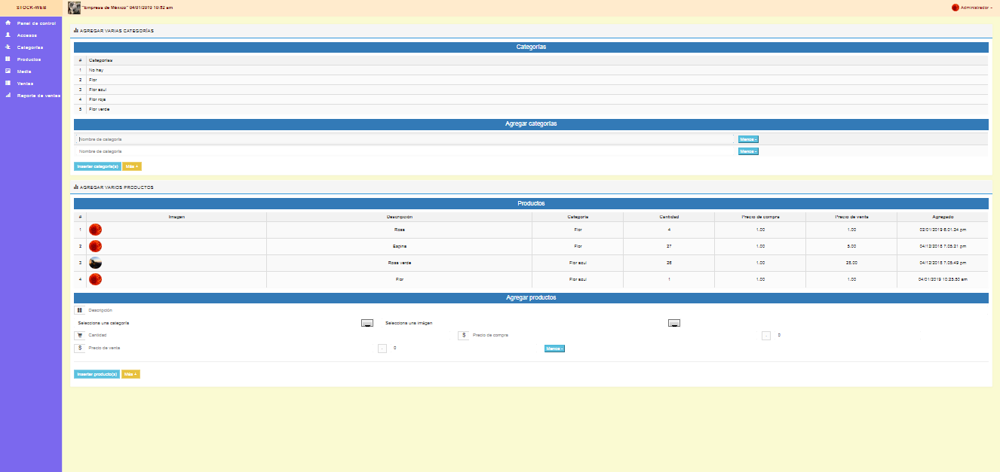 STOCK-WEB
"Empresa de México" 04/01/2019 10:52 am
Administrador
Panel de control
Accesos
Categorías
Productos
Media
Ventas
Reporte de ventas
AGREGAR VARIAS CATEGORÍAS
Categorías
# Categorías
1 No hay
2 Flor
3 Flor azul
4 Flor roja
5 Flor verde
Agregar categorías
Nombre de categoría Menos -
Nombre de categoría Menos -
Inserter categoría(s) Más +
AGREGAR VARIOS PRODUCTOS
Productos
# Imagen Descripción Categoría Cantidad Precio de compra Precio de venta Agregado
1 Rosa Flor 4 1.00 1.00 02/01/2019 6:01:24 pm
2 Espina Flor 27 1.00 5.00 04/12/2018 7:05:21 pm
3 Rosa verde Flor azul 26 1.00 25.00 04/12/2018 7:05:49 pm
4 Flor Flor azul 1 1.00 1.00 04/01/2019 10:25:50 am
Agregar productos
Descripción
Selecciona una categoría Selecciona una imágen
Cantidad $ Precio de compra . 0
$ Precio de venta . 0 Menos -
Inserter producto(s) Más +